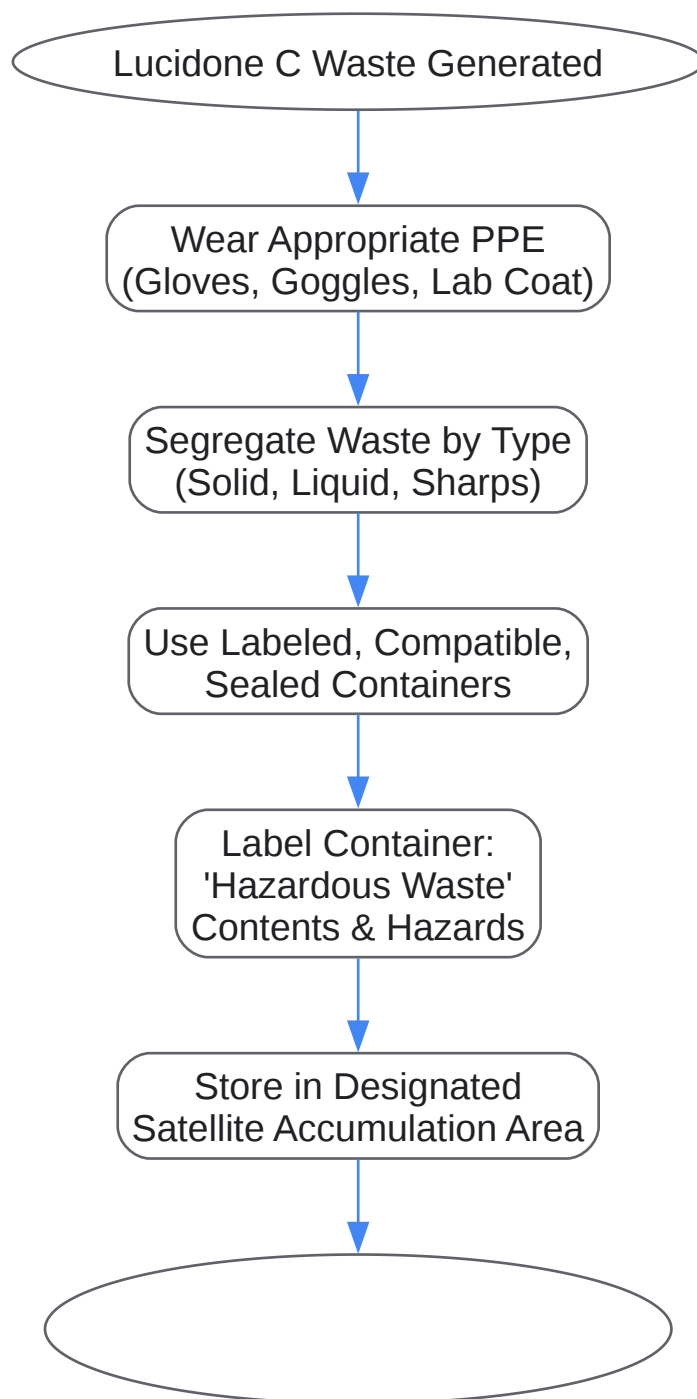 Lucidone C Waste Generated
Wear Appropriate PPE
(Gloves, Goggles, Lab Coat)
Segregate Waste by Type
(Solid, Liquid, Sharps)
Use Labeled, Compatible,
Sealed Containers
Label Container:
'Hazardous Waste'
Contents & Hazards
Store in Designated
Satellite Accumulation Area